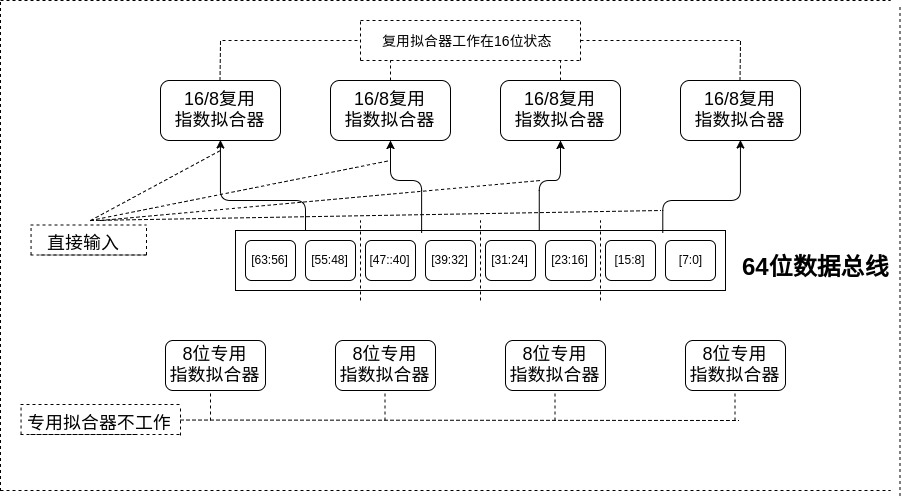 复用拟合器工作在16位状态
16/8复用
指数拟合器
16/8复用
指数拟合器
16/8复用
指数拟合器
16/8复用
指数拟合器
直接输入
[63:56]
[55:48]
[47::40]
[39:32]
[31:24]
[23:16]
[15:8]
[7:0]
64位数据总线
8位专用
指数拟合器
8位专用
指数拟合器
8位专用
指数拟合器
8位专用
指数拟合器
专用拟合器不工作